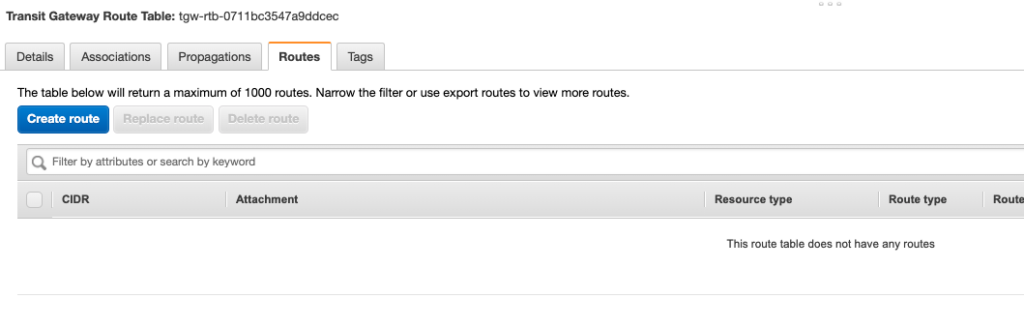 Transit Gateway Route Table: tgw-rtb-0711bc3547a9ddcec
Details Associations Propagations Routes Tags
The table below will return a maximum of 1000 routes. Narrow the filter or use export routes to view more routes.
Create route Replace route Delete route
Filter by attributes or search by keyword
CIDR Attachment Resource type Route type Route
This route table does not have any routes